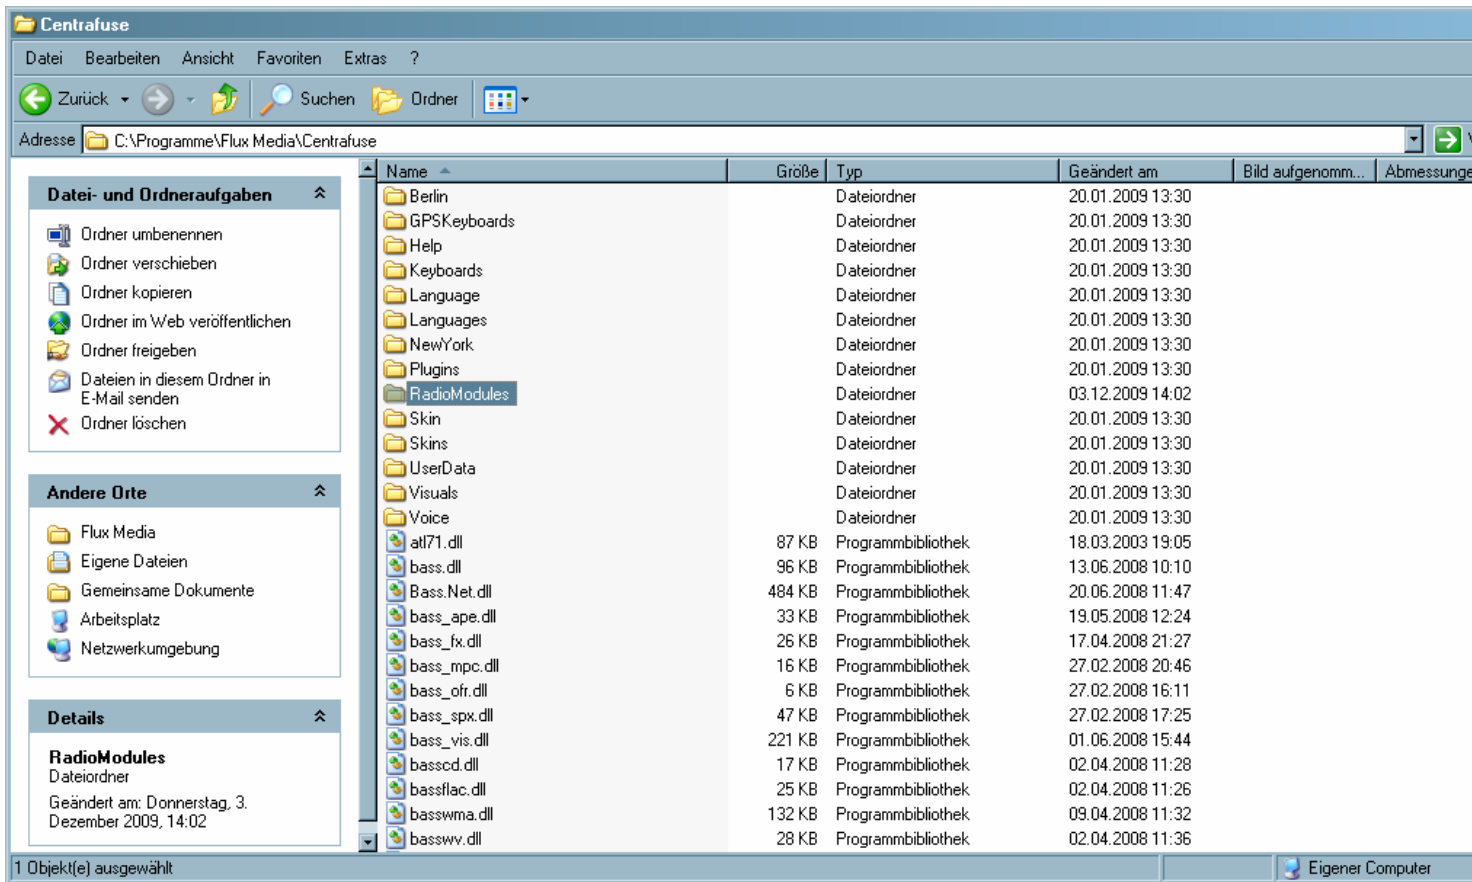 Centrafuse
Datei Bearbeiten Ansicht Favoriten Extras ?
Zurück Suchen Ordner
Adresse C:\Programme\Flux Media\Centrafuse
Datei- und Ordneraufgaben
Ordner umbenennen
Ordner verschieben
Ordner kopieren
Ordner im Web veröffentlichen
Ordner freigeben
Dateien in diesem Ordner in
E-Mail senden
Ordner löschen
Andere Orte
Flux Media
Eigene Dateien
Gemeinsame Dokumente
Arbeitsplatz
Netzwerkumgebung
Details
RadioModules
Dateiordner
Geändert am: Donnerstag, 3.
Dezember 2009, 14:02
Name Größe Typ Geändert am Bild aufgenomm... Abmessunge
Berlin Dateiordner 20.01.2009 13:30
GPSKeyboards Dateiordner 20.01.2009 13:30
Help Dateiordner 20.01.2009 13:30
Keyboards Dateiordner 20.01.2009 13:30
Language Dateiordner 20.01.2009 13:30
Languages Dateiordner 20.01.2009 13:30
NewYork Dateiordner 20.01.2009 13:30
Plugins Dateiordner 20.01.2009 13:30
RadioModules Dateiordner 03.12.2009 14:02
Skin Dateiordner 20.01.2009 13:30
Skins Dateiordner 20.01.2009 13:30
UserData Dateiordner 20.01.2009 13:30
Visuals Dateiordner 20.01.2009 13:30
Voice Dateiordner 20.01.2009 13:30
atl71.dll 87 KB Programmbibliothek 18.03.2003 19:05
bass.dll 96 KB Programmbibliothek 13.06.2008 10:10
Bass.Net.dll 484 KB Programmbibliothek 20.06.2008 11:47
bass_ape.dll 33 KB Programmbibliothek 19.05.2008 12:24
bass_fx.dll 26 KB Programmbibliothek 17.04.2008 21:27
bass_mpc.dll 16 KB Programmbibliothek 27.02.2008 20:46
bass_ofr.dll 6 KB Programmbibliothek 27.02.2008 16:11
bass_spx.dll 47 KB Programmbibliothek 27.02.2008 17:25
bass_vis.dll 221 KB Programmbibliothek 01.06.2008 15:44
basscd.dll 17 KB Programmbibliothek 02.04.2008 11:28
bassflac.dll 25 KB Programmbibliothek 02.04.2008 11:26
basswma.dll 132 KB Programmbibliothek 09.04.2008 11:32
basswv.dll 28 KB Programmbibliothek 02.04.2008 11:36
1 Objekt(e) ausgewählt Eigener Computer